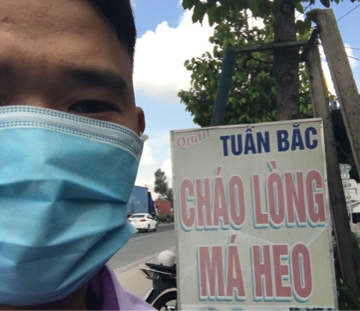 Quán
TUẤN BẮC
CHÁO LÒNG
MÁ HEO